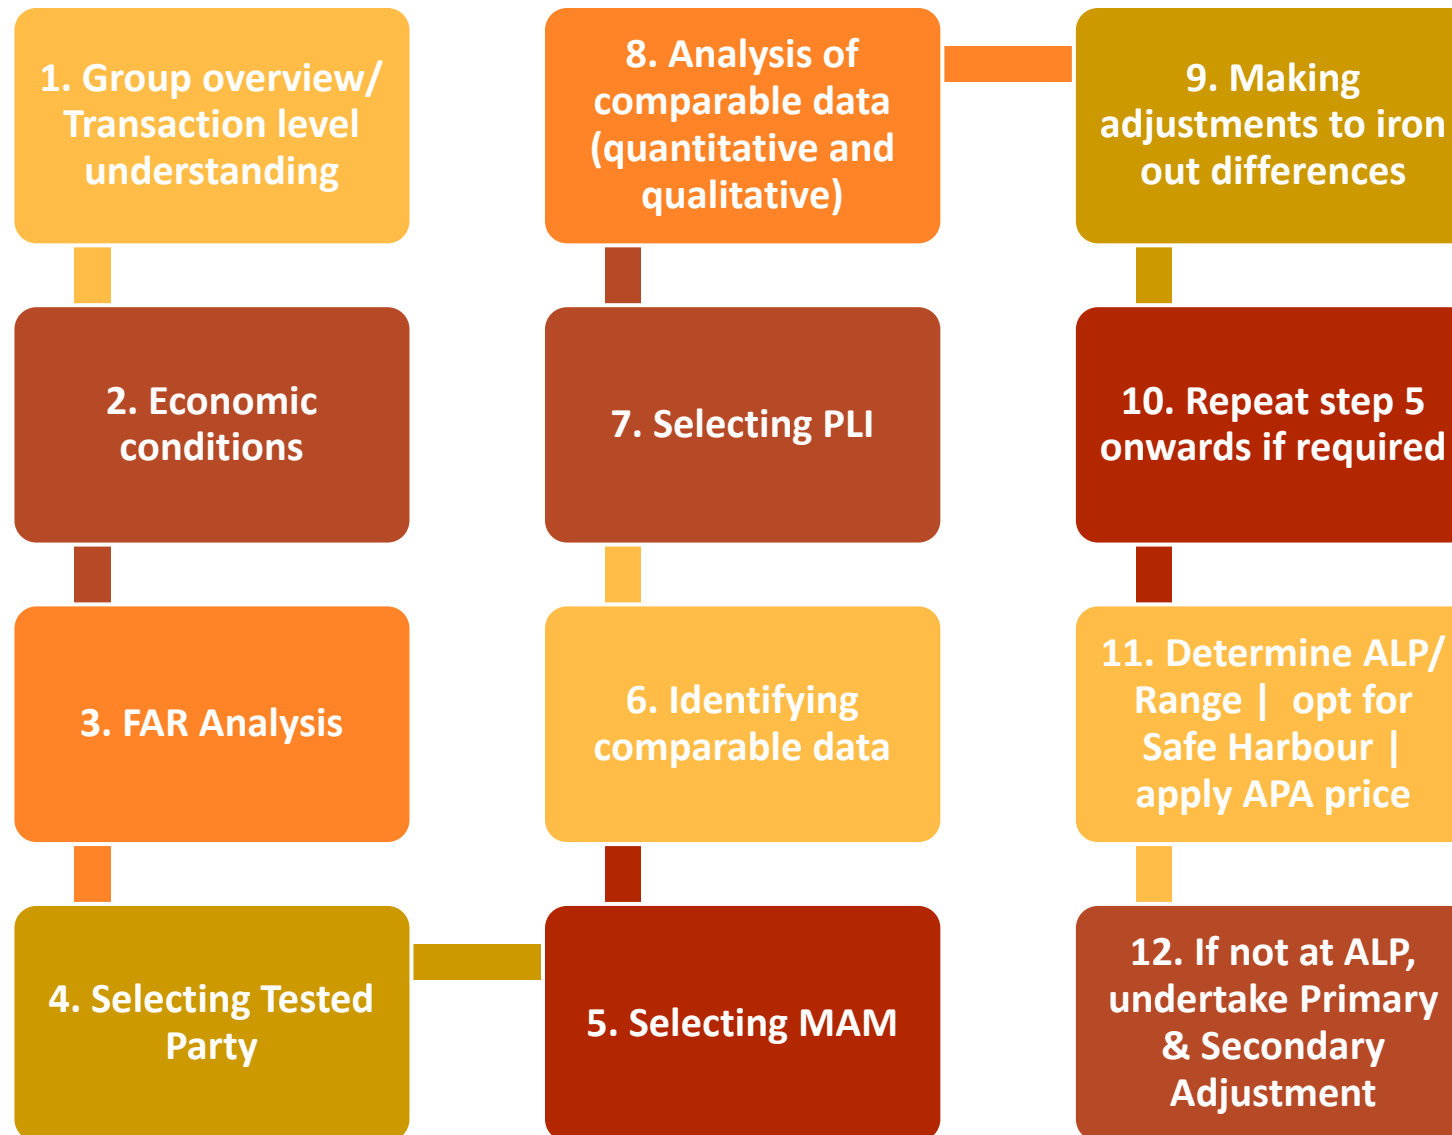 1. Group overview/
Transaction level
understanding
2. Economic
conditions
3. FAR Analysis
4. Selecting Tested
Party
5. Selecting MAM
6. Identifying
comparable data
7. Selecting PLI
8. Analysis of
comparable data
(quantitative and
qualitative)
9. Making
adjustments to iron
out differences
10. Repeat step 5
onwards if required
11. Determine ALP/
Range | opt for
Safe Harbour |
apply APA price
12. If not at ALP,
undertake Primary
& Secondary
Adjustment